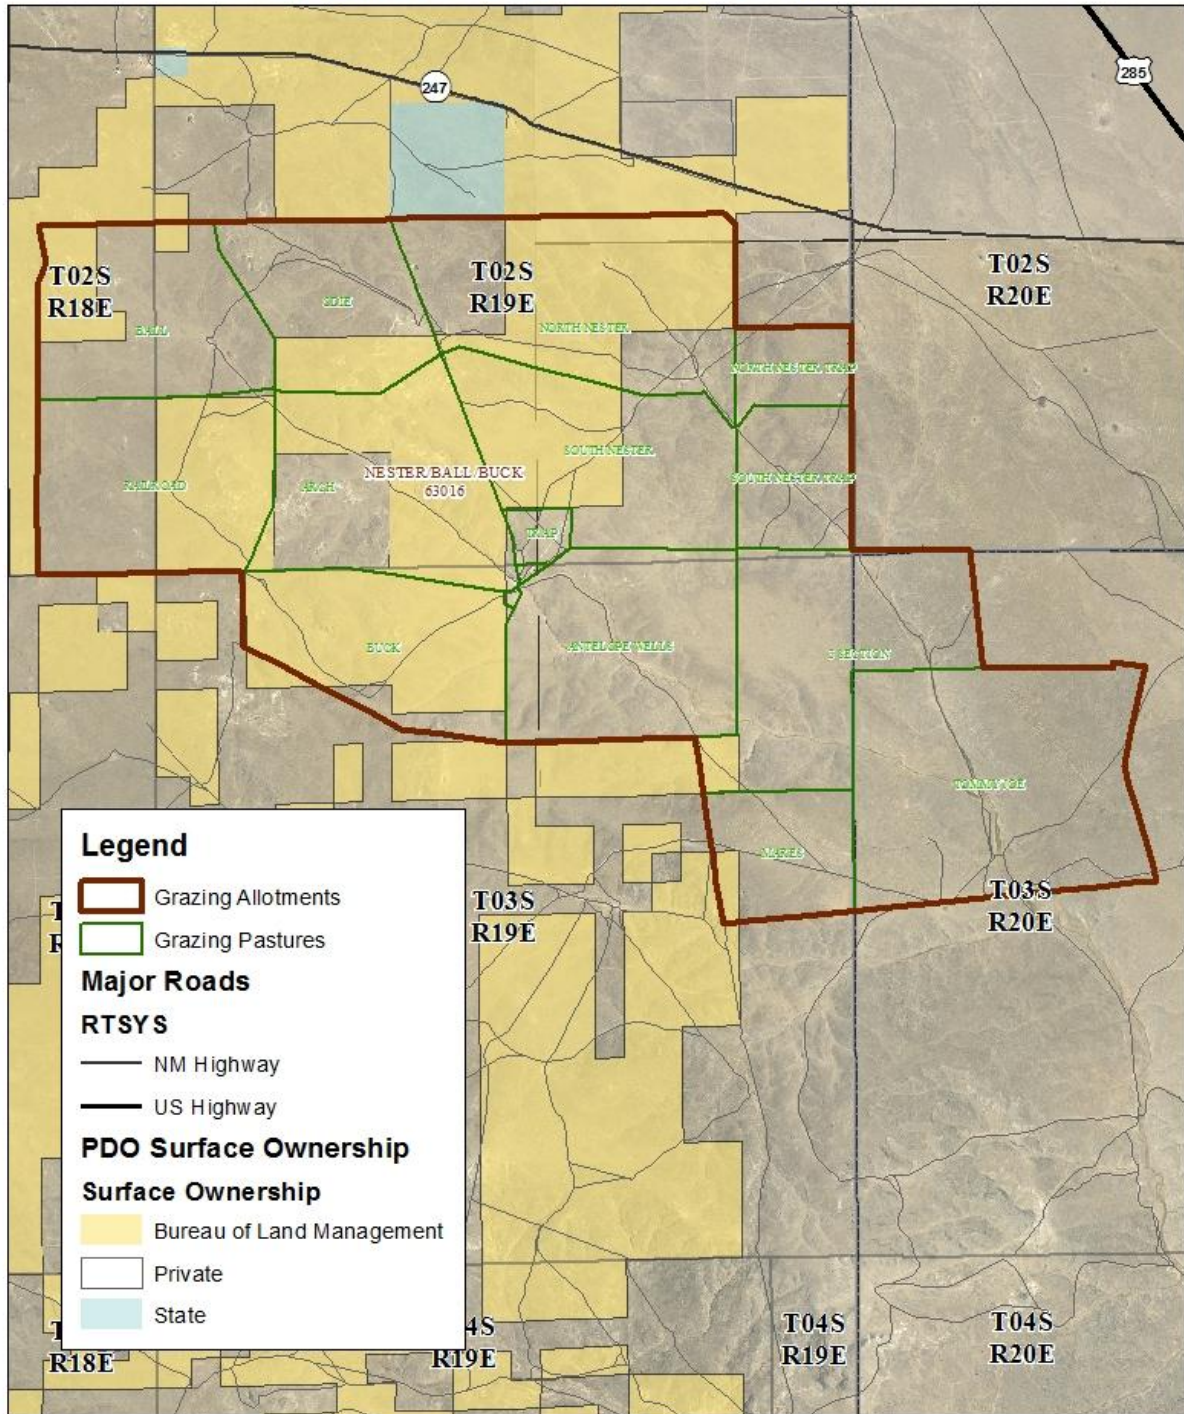 285
247
T02S
R18E
T02S
R19E
T02S
R20E
EDIE
BALL
NORTH NESTER
NORTH NESTER TRAP
SOUTH NESTER
NESTER/BALL/BUCK
63016
RAILROAD
ARCH
SOUTH NESTER TRAP
TRAP
BUCK
ANTELOPE WELLS
SECTION
MARES
Legend
Grazing Allotments
Grazing Pastures
Major Roads
RTSYS
NM Highway
US Highway
PDO Surface Ownership
Surface Ownership
Bureau of Land Management
Private
State
T03S
R19E
T03S
R20E
4S
R19E
R18E
T04S
R19E
T04S
R20E